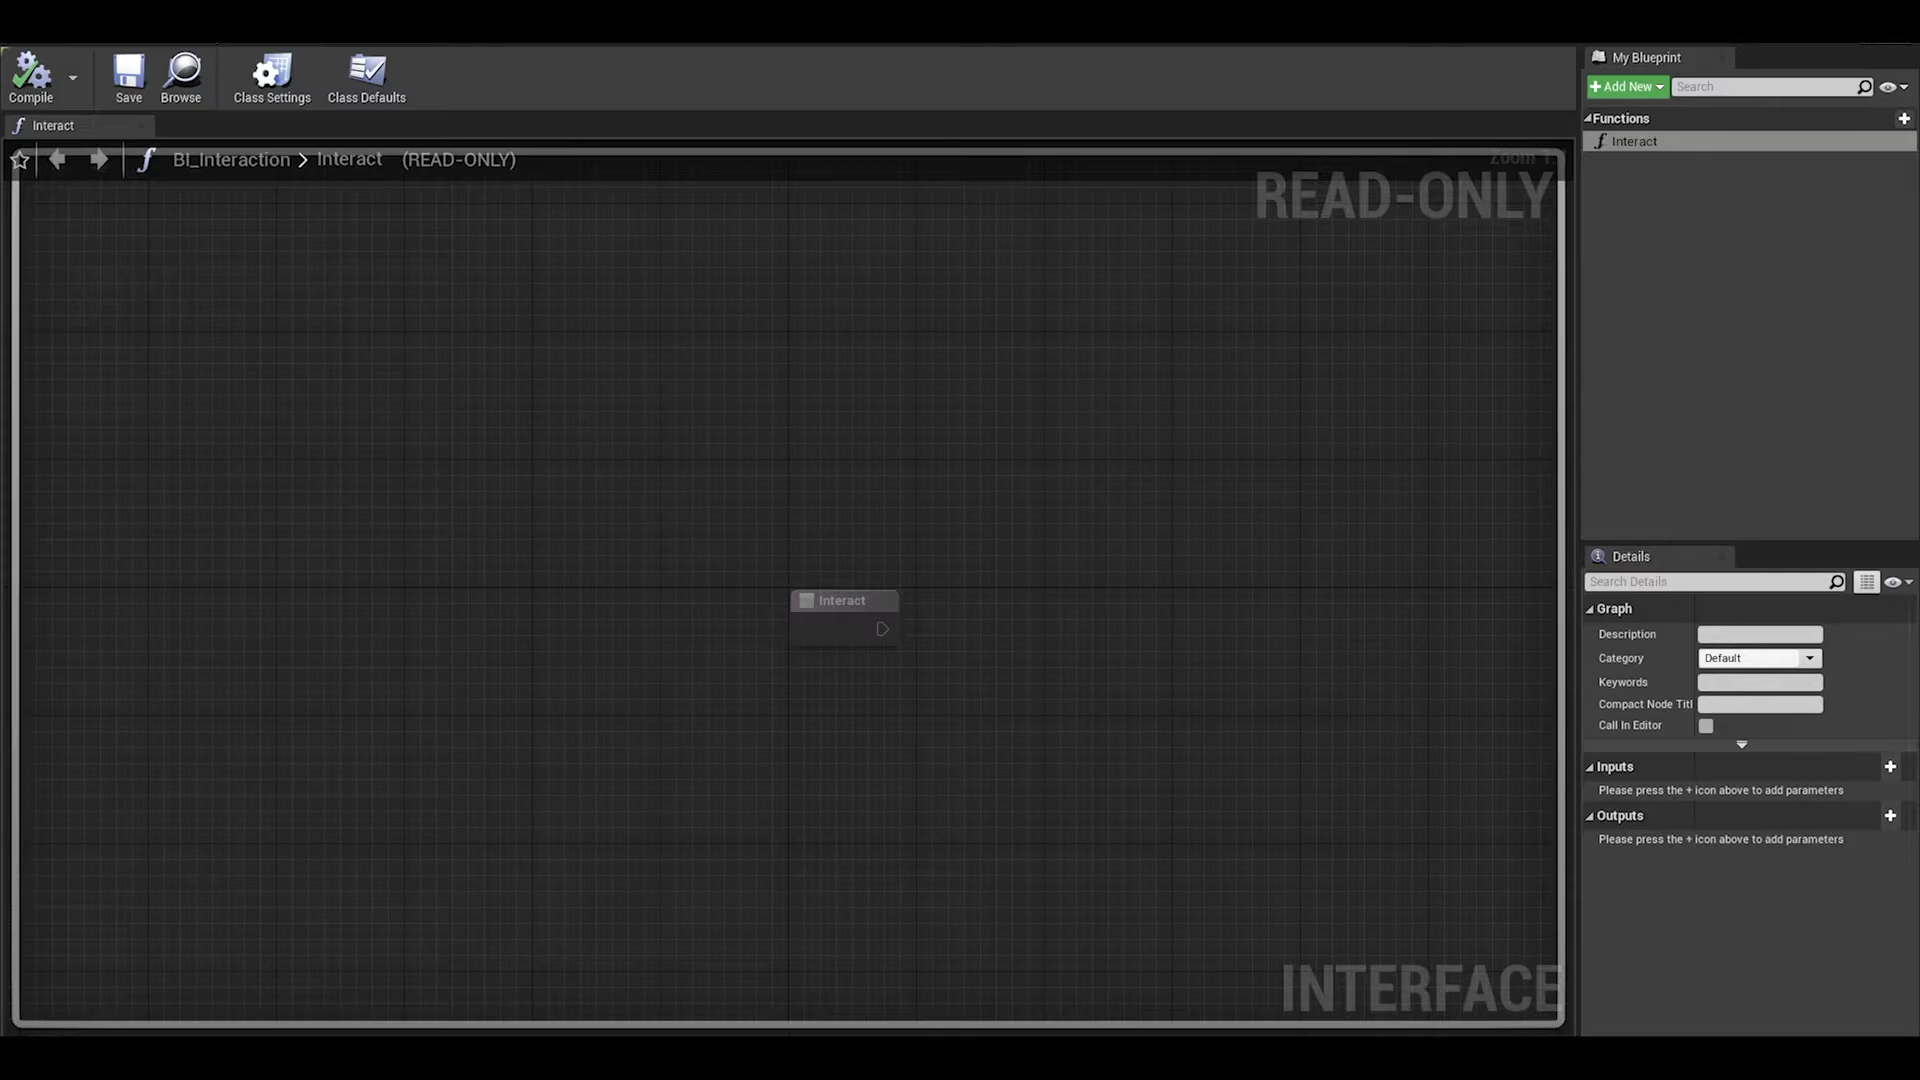 Compile
Save
Browse
Class Settings
Class Defaults
Interact
BI_Interaction > Interact (READ-ONLY)
Zoom 1
READ-ONLY
Interact
INTERFACE
My Blueprint
Add New
Search
Functions
Interact
Details
Search Details
Graph
Description
Category Default
Keywords
Compact Node Titl
Call In Editor
Inputs
Please press the + icon above to add parameters
Outputs
Please press the + icon above to add parameters